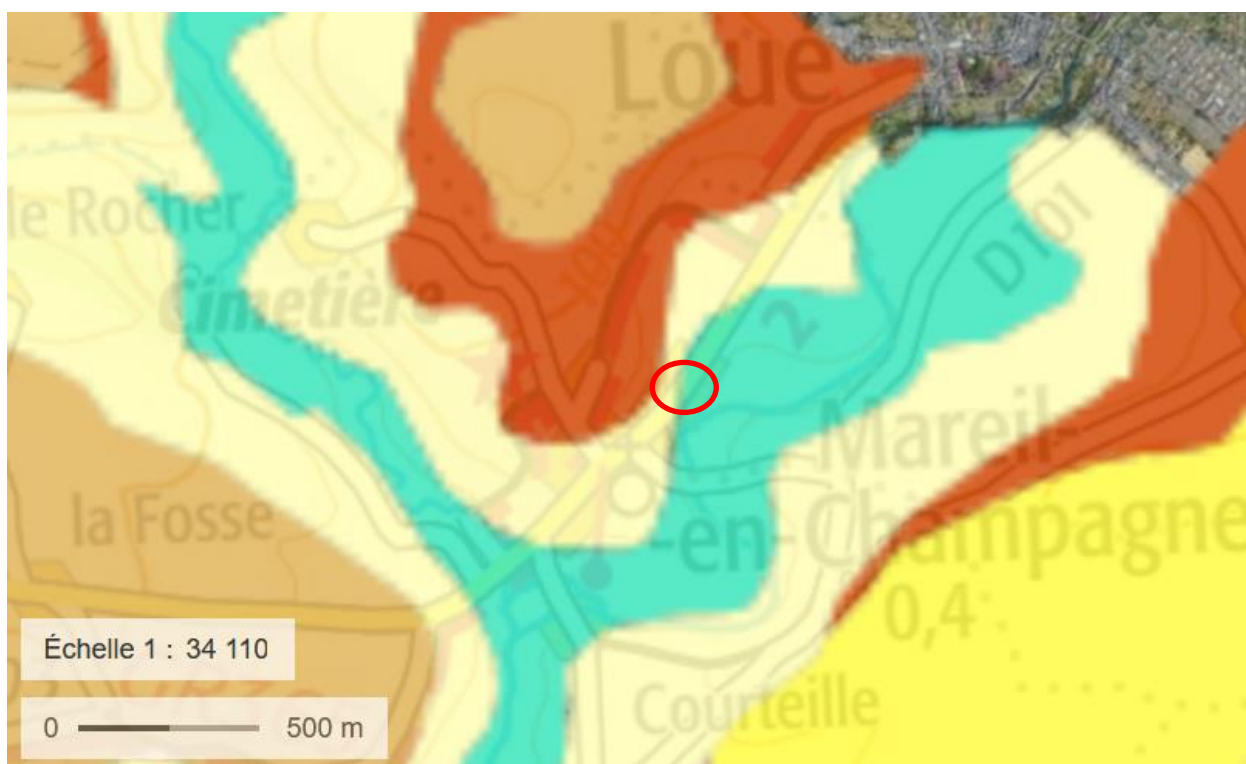 Loué
le Rocher
Cimetière
100
D101
2
Mareil-
-en-Champagne
la Fosse
0,4
Échelle 1 : 34 110
Courteille
0 500 m